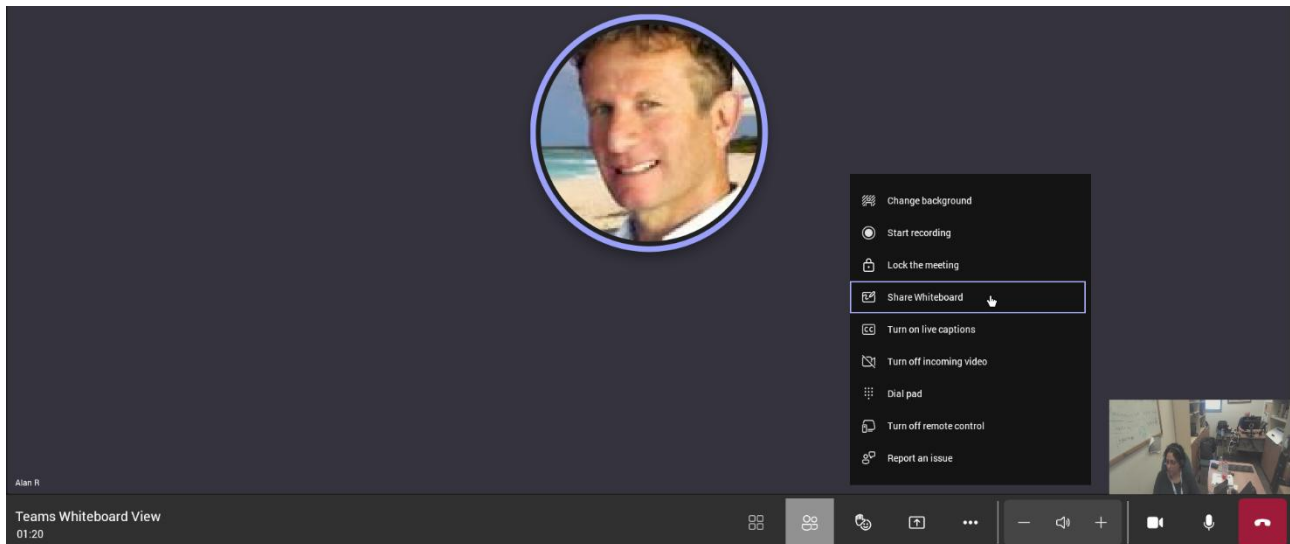 Change background
Start recording
Lock the meeting
Share Whiteboard
CC Turn on live captions
Turn off incoming video
Dial pad
Turn off remote control
Report an issue
Alan R
Teams Whiteboard View
01:20